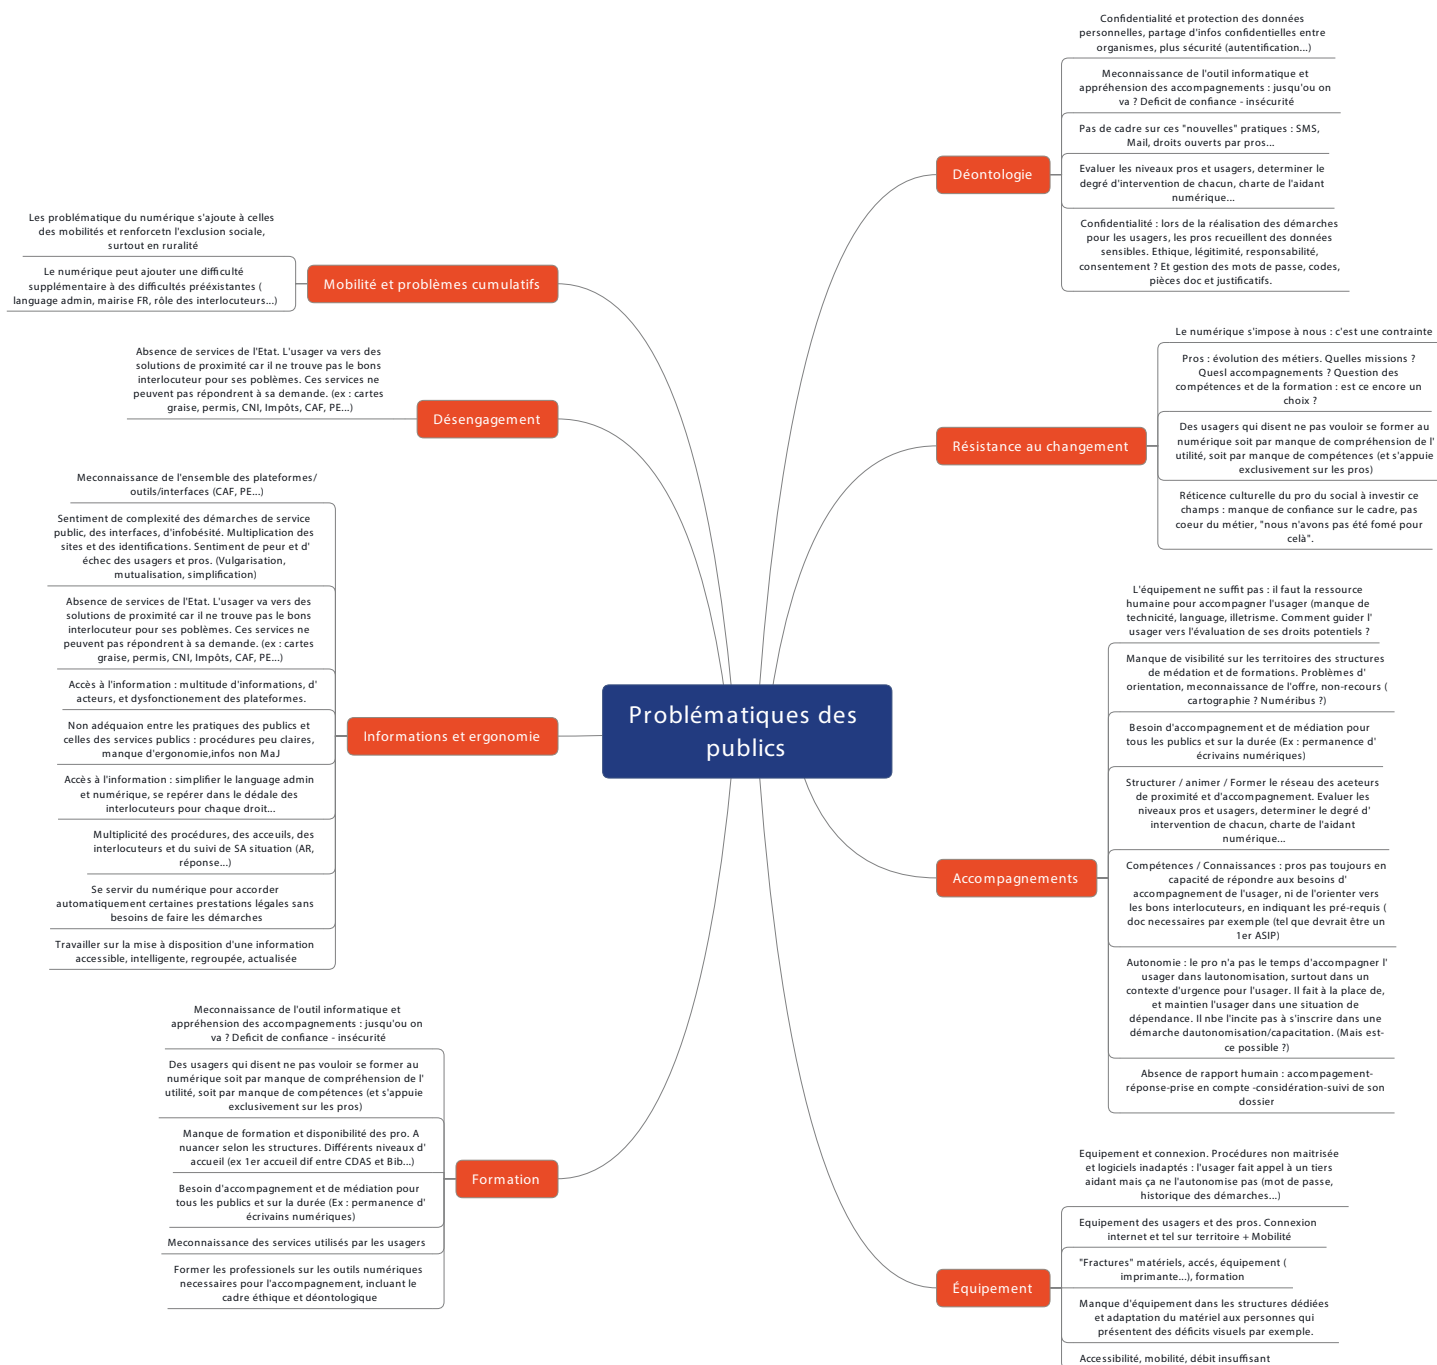 Problématiques des
publics
Déontologie
Confidentialité et protection des données
personnelles, partage d'infos confidentielles entre
organismes, plus sécurité (autentification...)
Meconnaissance de l'outil informatique et
appréhension des accompagnements : jusqu'ou on
va ? Deficit de confiance - insécurité
Pas de cadre sur ces "nouvelles" pratiques : SMS,
Mail, droits ouverts par pros...
Evaluer les niveaux pros et usagers, determiner le
degré d'intervention de chacun, charte de l'aidant
numérique...
Confidentialité : lors de la réalisation des démarches
pour les usagers, les pros recueillent des données
sensibles. Ethique, légitimité, responsabilité,
consentement ? Et gestion des mots de passe, codes,
pièces doc et justificatifs.
Résistance au changement
Le numérique s'impose à nous : c'est une contrainte
Pros : évolution des métiers. Quelles missions ?
Quesl accompagnements ? Question des
compétences et de la formation : est ce encore un
choix ?
Des usagers qui disent ne pas vouloir se former au
numérique soit par manque de compréhension de l'
utilité, soit par manque de compétences (et s'appuie
exclusivement sur les pros)
Réticence culturelle du pro du social à investir ce
champs : manque de confiance sur le cadre, pas
coeur du métier, "nous n'avons pas été fomé pour
celà".
Accompagnements
L'équipement ne suffit pas : il faut la ressource
humaine pour accompagner l'usager (manque de
technicité, language, illetrisme. Comment guider l'
usager vers l'évaluation de ses droits potentiels ?
Manque de visibilité sur les territoires des structures
de médation et de formations. Problèmes d'
orientation, meconnaissance de l'offre, non-recours (
cartographie ? Numéribus ?)
Besoin d'accompagnement et de médiation pour
tous les publics et sur la durée (Ex : permanence d'
écrivains numériques)
Structurer / animer / Former le réseau des aceteurs
de proximité et d'accompagnement. Evaluer les
niveaux pros et usagers, determiner le degré d'
intervention de chacun, charte de l'aidant
numérique...
Compétences / Connaissances : pros pas toujours en
capacité de répondre aux besoins d'
accompagnement de l'usager, ni de l'orienter vers
les bons interlocuteurs, en indiquant les pré-requis (
doc necessaires par exemple (tel que devrait être un
1er ASIP)
Autonomie : le pro n'a pas le temps d'accompagner l'
usager dans lautonomisation, surtout dans un
contexte d'urgence pour l'usager. Il fait à la place de,
et maintien l'usager dans une situation de
dépendance. Il nbe l'incite pas à s'inscrire dans une
démarche dautonomisation/capacitation. (Mais est-
ce possible ?)
Absence de rapport humain : accompagement-
réponse-prise en compte -considération-suivi de son
dossier
Équipement
Equipement et connexion. Procédures non maitrisée
et logiciels inadaptés : l'usager fait appel à un tiers
aidant mais ça ne l'autonomise pas (mot de passe,
historique des démarches...)
Equipement des usagers et des pros. Connexion
internet et tel sur territoire + Mobilité
"Fractures" matériels, accés, équipement (
imprimante...), formation
Manque d'équipement dans les structures dédiées
et adaptation du matériel aux personnes qui
présentent des déficits visuels par exemple.
Accessibilité, mobilité, débit insuffisant
Mobilité et problèmes cumulatifs
Les problématique du numérique s'ajoute à celles
des mobilités et renforcetn l'exclusion sociale,
surtout en ruralité
Le numérique peut ajouter une difficulté
supplémentaire à des difficultés prééxistantes (
language admin, mairise FR, rôle des interlocuteurs...)
Désengagement
Absence de services de l'Etat. L'usager va vers des
solutions de proximité car il ne trouve pas le bons
interlocuteur pour ses poblèmes. Ces services ne
peuvent pas répondrent à sa demande. (ex : cartes
graise, permis, CNI, Impôts, CAF, PE...)
Informations et ergonomie
Meconnaissance de l'ensemble des plateformes/
outils/interfaces (CAF, PE...)
Sentiment de complexité des démarches de service
public, des interfaces, d'infobésité. Multiplication des
sites et des identifications. Sentiment de peur et d'
échec des usagers et pros. (Vulgarisation,
mutualisation, simplification)
Absence de services de l'Etat. L'usager va vers des
solutions de proximité car il ne trouve pas le bons
interlocuteur pour ses poblèmes. Ces services ne
peuvent pas répondrent à sa demande. (ex : cartes
graise, permis, CNI, Impôts, CAF, PE...)
Accès à l'information : multitude d'informations, d'
acteurs, et dysfonctionement des plateformes.
Non adéquaion entre les pratiques des publics et
celles des services publics : procédures peu claires,
manque d'ergonomie,infos non MaJ
Accès à l'information : simplifier le language admin
et numérique, se repérer dans le dédale des
interlocuteurs pour chaque droit...
Multiplicité des procédures, des acceuils, des
interlocuteurs et du suivi de SA situation (AR,
réponse...)
Se servir du numérique pour accorder
automatiquement certaines prestations légales sans
besoins de faire les démarches
Travailler sur la mise à disposition d'une information
accessible, intelligente, regroupée, actualisée
Formation
Meconnaissance de l'outil informatique et
appréhension des accompagnements : jusqu'ou on
va ? Deficit de confiance - insécurité
Des usagers qui disent ne pas vouloir se former au
numérique soit par manque de compréhension de l'
utilité, soit par manque de compétences (et s'appuie
exclusivement sur les pros)
Manque de formation et disponibilité des pro. A
nuancer selon les structures. Différents niveaux d'
accueil (ex 1er accueil dif entre CDAS et Bib...)
Besoin d'accompagnement et de médiation pour
tous les publics et sur la durée (Ex : permanence d'
écrivains numériques)
Meconnaissance des services utilisés par les usagers
Former les professionels sur les outils numériques
necessaires pour l'accompagnement, incluant le
cadre éthique et déontologique